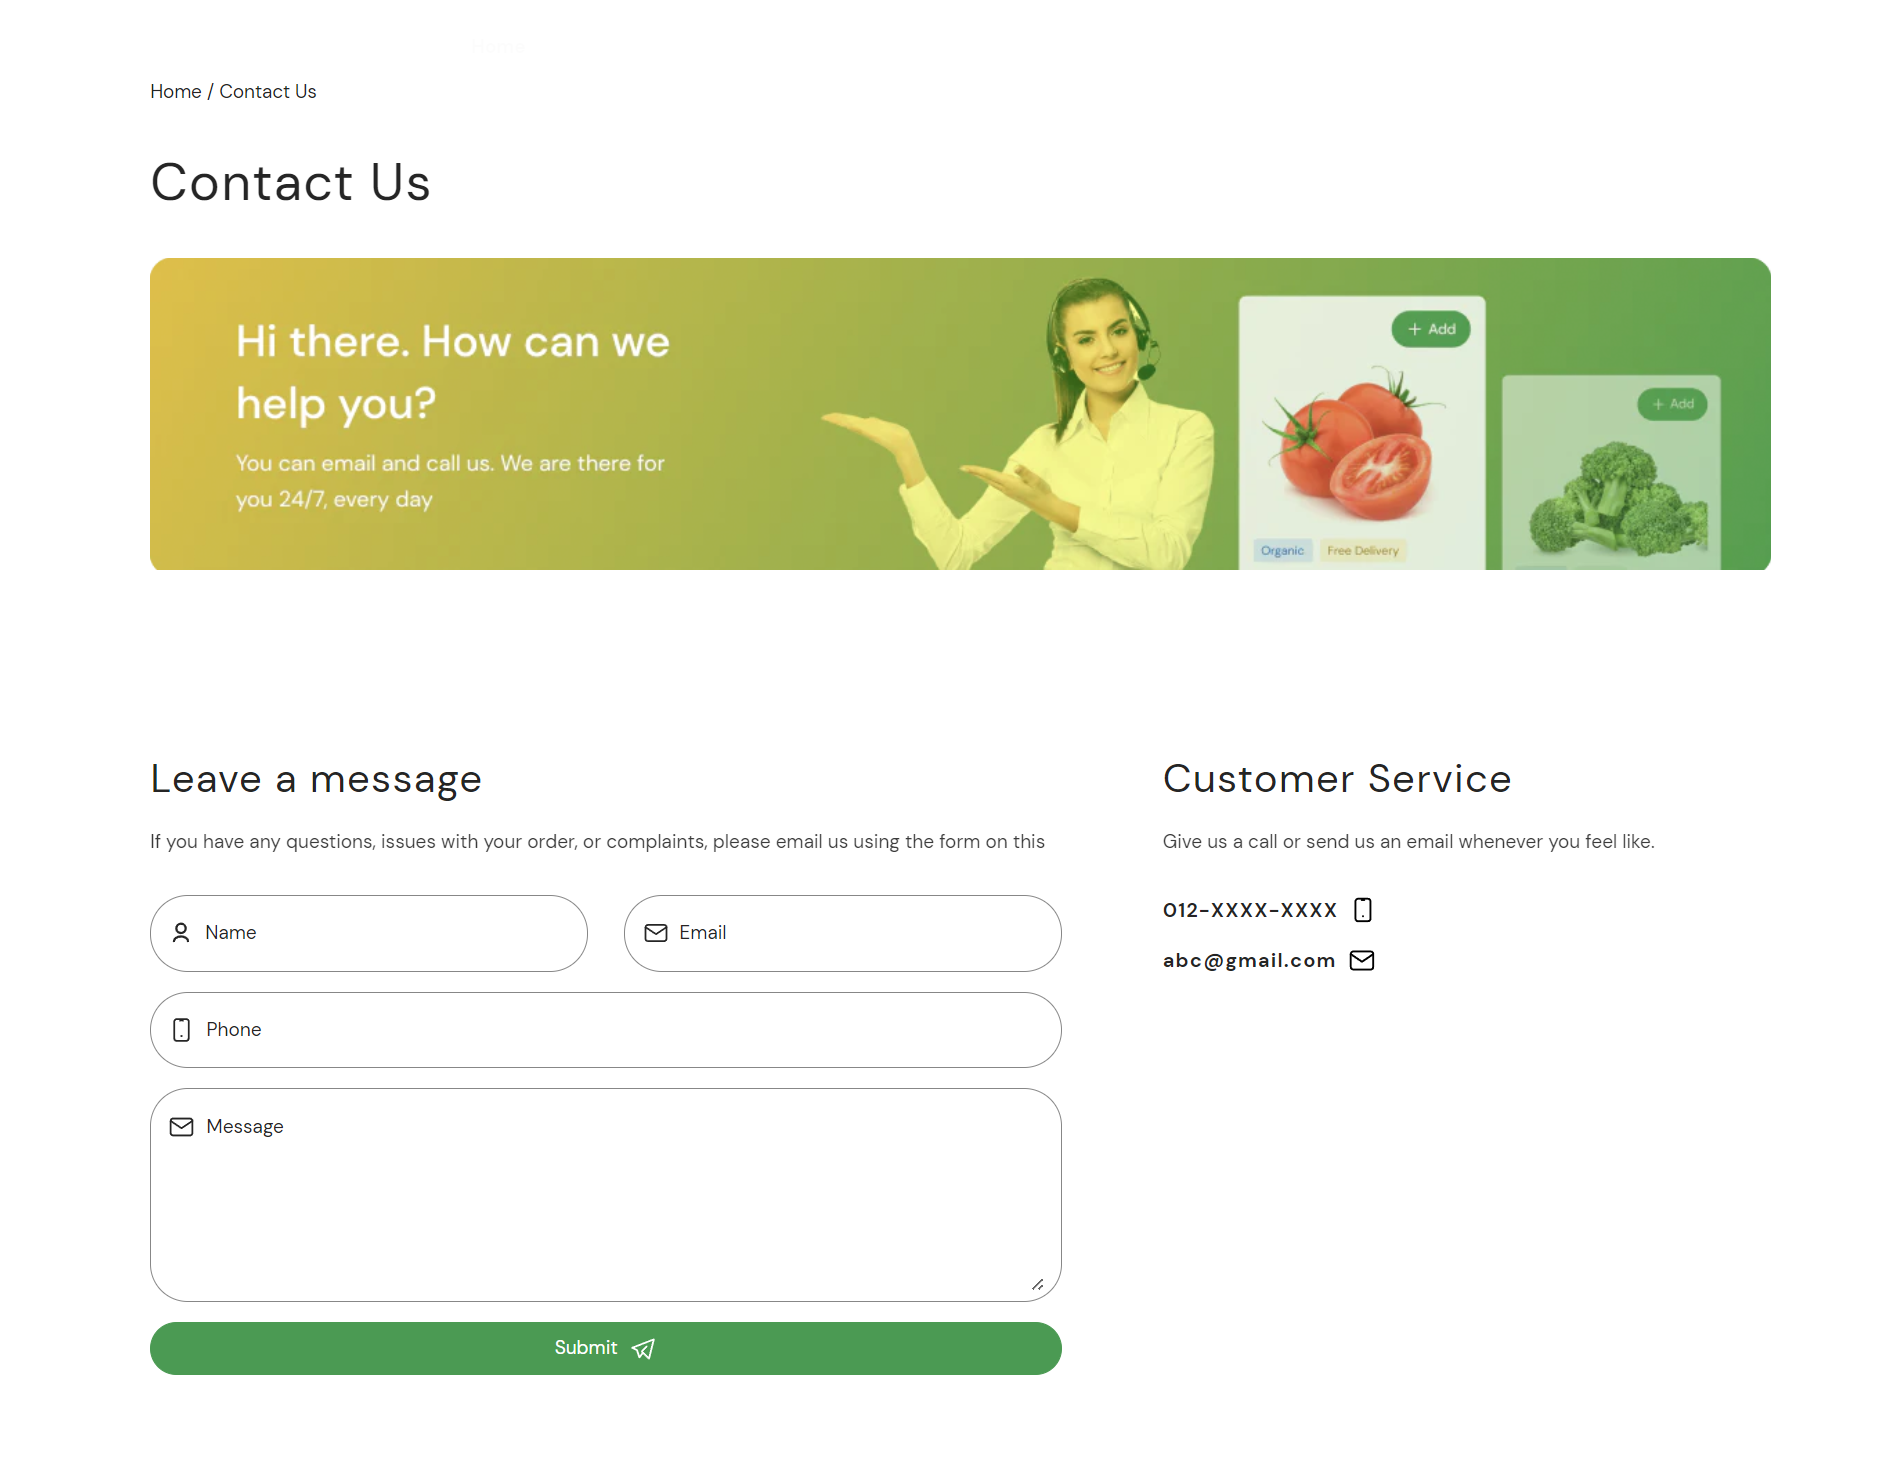 Home / Contact Us
Contact Us
Hi there. How can we
help you?
You can email and call us. We are there for
you 24/7, every day
+ Add
+ Add
Organic
Free Delivery
Leave a message
If you have any questions, issues with your order, or complaints, please email us using the form on this
Name
Email
Phone
Message
Submit
Customer Service
Give us a call or send us an email whenever you feel like.
012-XXXX-XXXX
abc@gmail.com